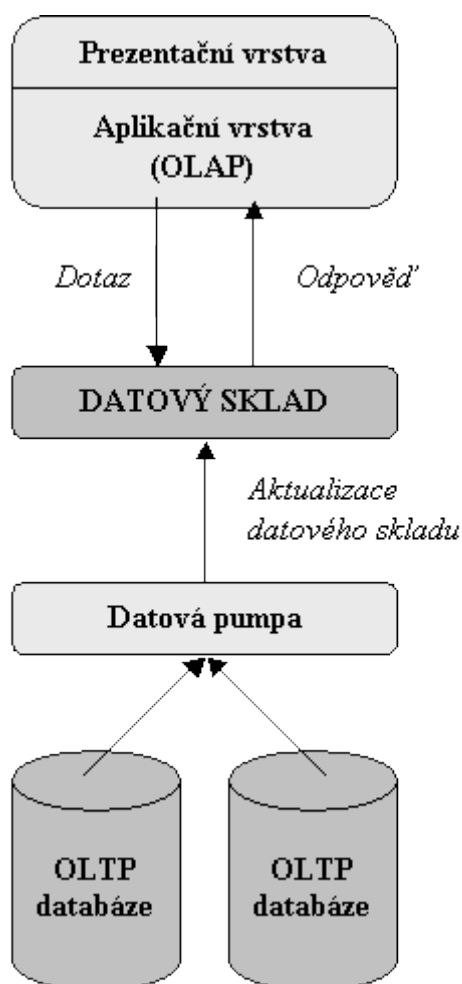 Prezentační vrstva
Aplikační vrstva
(OLAP)
Dotaz
Odpověď
DATOVÝ SKLAD
Aktualizace
datového skladu
Datová pumpa
OLTP
databáze
OLTP
databáze